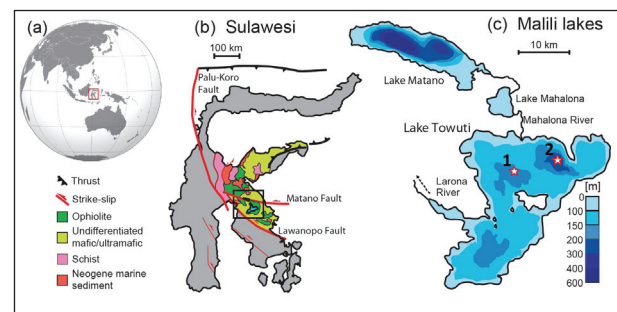 (a)
(b) Sulawesi
100 km
Palu-Koro
Fault
Matano Fault
Lawanopo Fault
Thrust
Strike-slip
Ophiolite
Undifferentiated
mafic/ultramafic
Schist
Neogene marine
sediment
(c) Malili lakes
10 km
Lake Matano
Lake Mahalona
Mahalona River
Lake Towuti
1
2
Larona
River
[m]
0
100
150
200
300
600